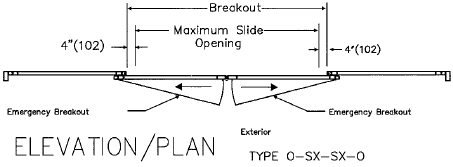 Breakout
Maximum Slide
Opening
4"(102)
4"(102)
Emergency Breakout
Emergency Breakout
ELEVATION/PLAN
Exterior
TYPE O-SX-SX-O